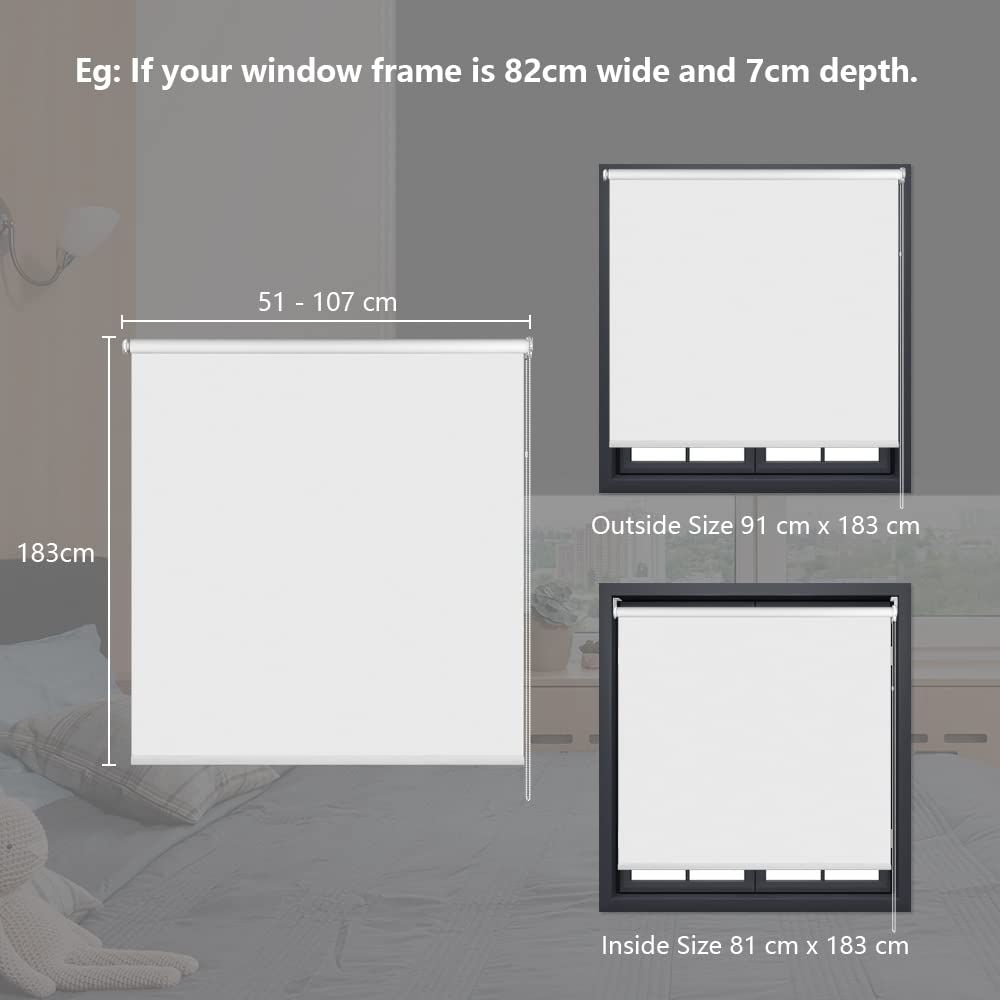 Eg: If your window frame is 82cm wide and 7cm depth.
51 - 107 cm
183cm
Outside Size 91 cm x 183 cm
Inside Size 81 cm x 183 cm